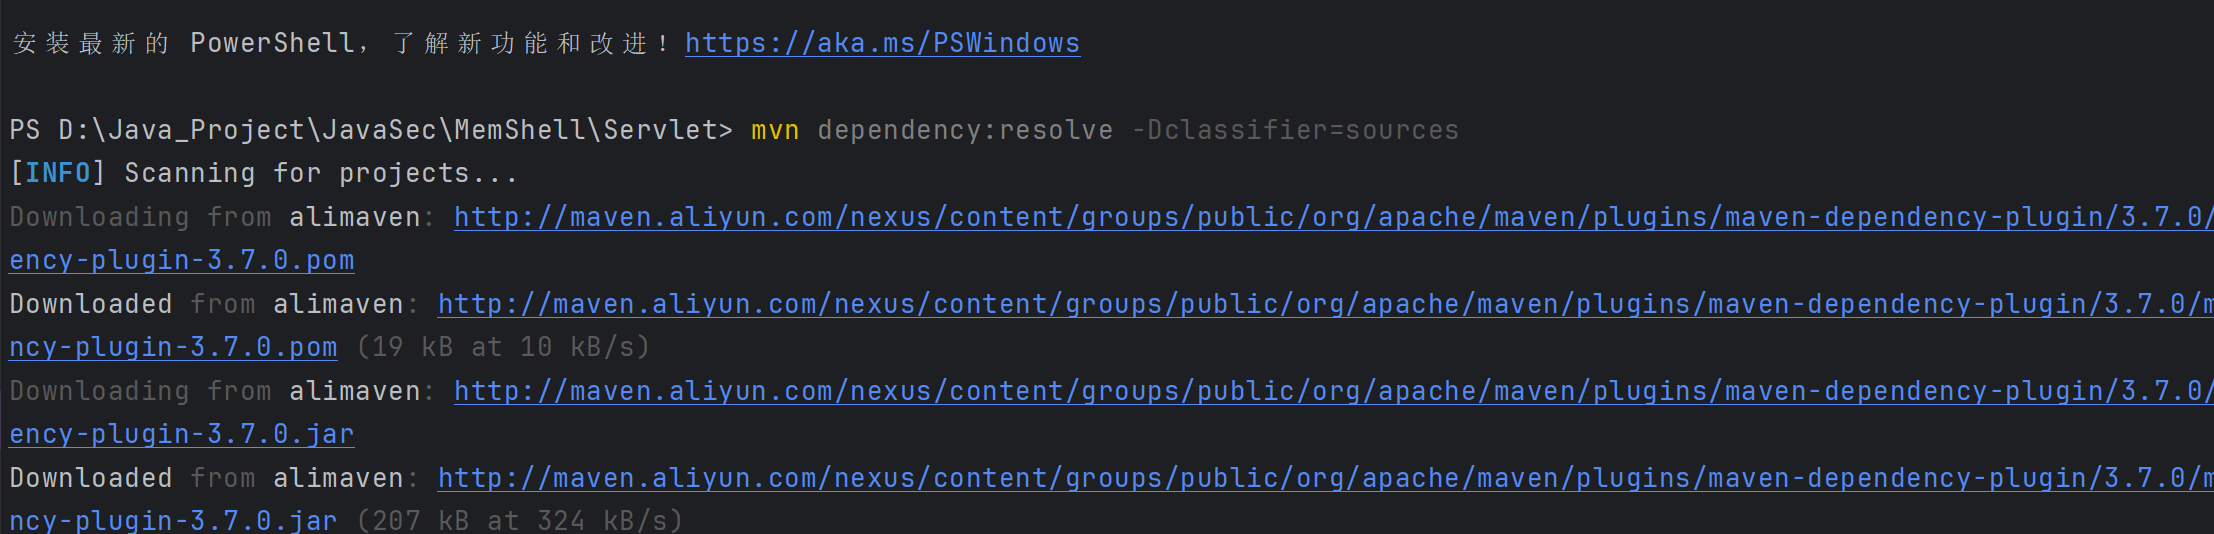 安装最新的 PowerShell，了解新功能和改进！https://aka.ms/PSWindows
PS D:\Java_Project\JavaSec\MemShell\Servlet> mvn dependency:resolve -Dclassifier=sources
[INFO] Scanning for projects...
Downloading from alimaven: http://maven.aliyun.com/nexus/content/groups/public/org/apache/maven/plugins/maven-dependency-plugin/3.7.0/
ency-plugin-3.7.0.pom
Downloaded from alimaven: http://maven.aliyun.com/nexus/content/groups/public/org/apache/maven/plugins/maven-dependency-plugin/3.7.0/m
ncy-plugin-3.7.0.pom (19 kB at 10 kB/s)
Downloading from alimaven: http://maven.aliyun.com/nexus/content/groups/public/org/apache/maven/plugins/maven-dependency-plugin/3.7.0/
ency-plugin-3.7.0.jar
Downloaded from alimaven: http://maven.aliyun.com/nexus/content/groups/public/org/apache/maven/plugins/maven-dependency-plugin/3.7.0/m
ncy-plugin-3.7.0.jar (207 kB at 324 kB/s)